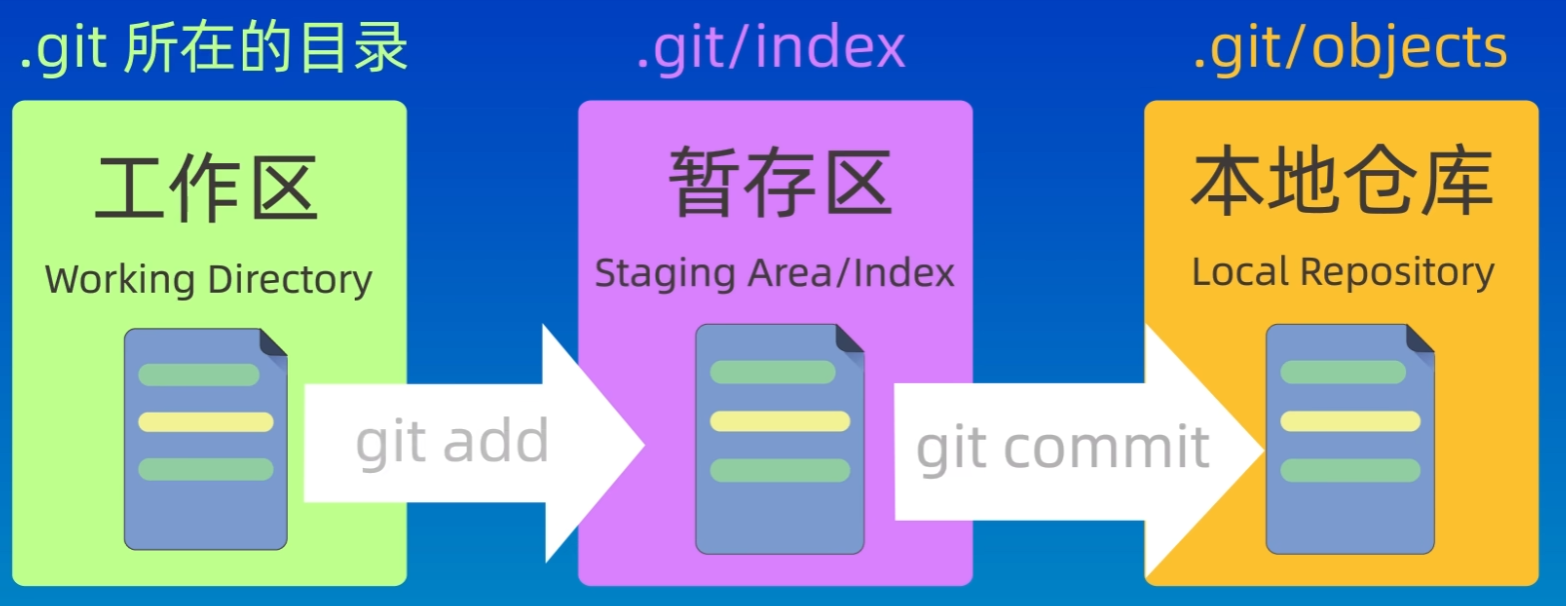 .git 所在的目录
.git/index
.git/objects
工作区
暂存区
本地仓库
Working Directory
Staging Area/Index
Local Repository
git add
git commit